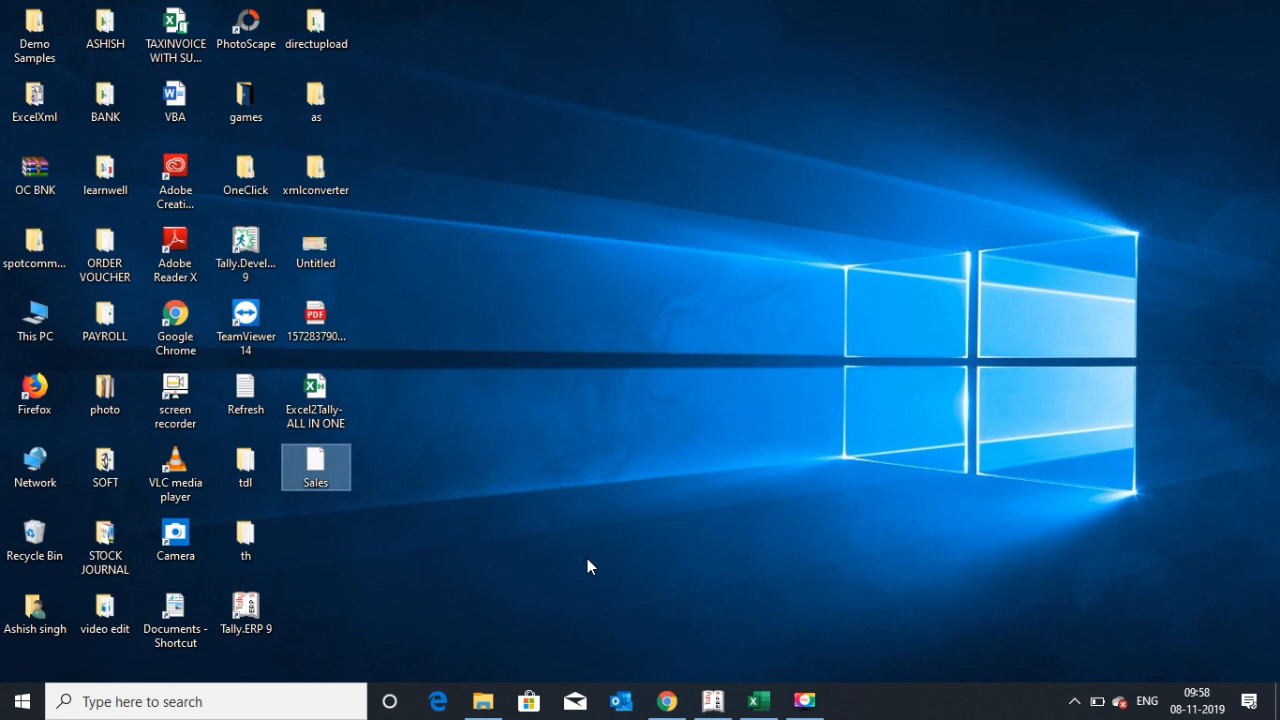 Demo
Samples
ASHISH
TAXINVOICE
WITH SU...
PhotoScape
directupload
ExcelXml
BANK
VBA
games
as
OC BNK
learnwell
Adobe
Creati...
OneClick
xmlconverter
spotcomm...
ORDER
VOUCHER
Adobe
Reader X
Tally.Devel...
9
Untitled
This PC
PAYROLL
Google
Chrome
TeamViewer
14
PDF
157283790...
Firefox
photo
screen
recorder
Refresh
Excel2Tally-
ALL IN ONE
Network
SOFT
VLC media
player
tdl
Sales
Recycle Bin
STOCK
JOURNAL
Camera
th
Ashish singh
video edit
Documents -
Shortcut
Tally.ERP 9
Type here to search
ENG
09:58
08-11-2019